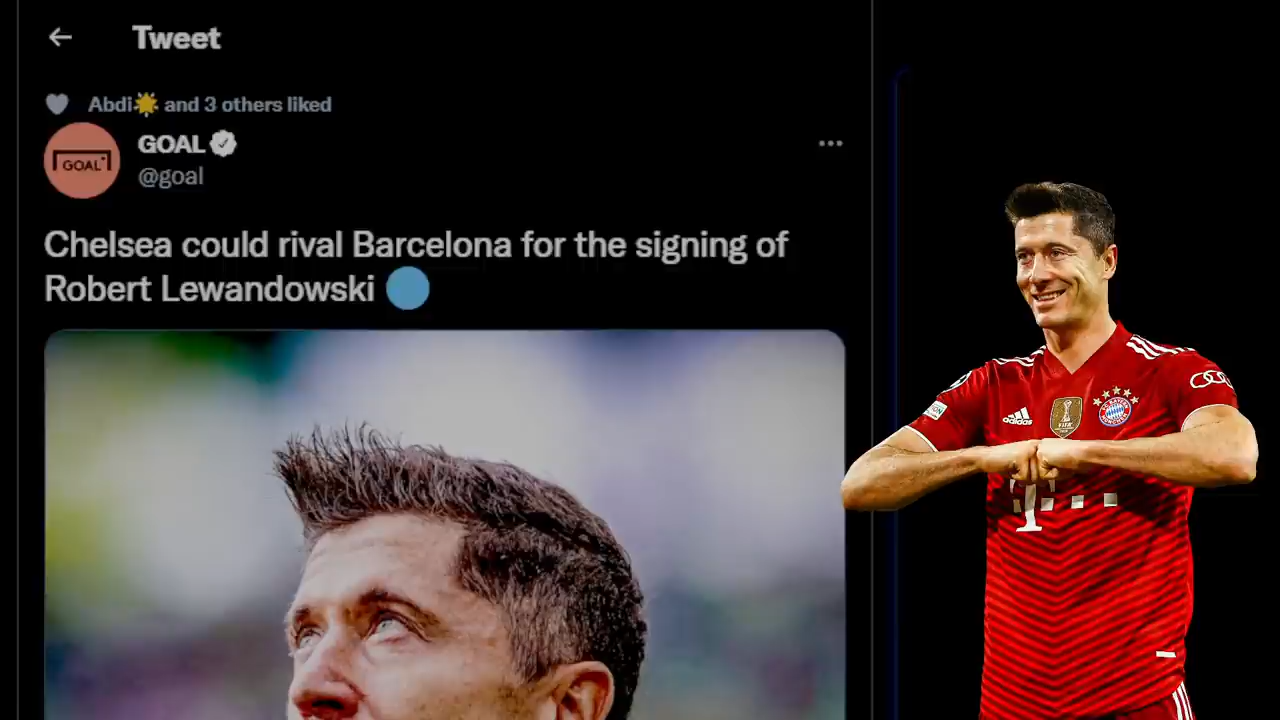 Tweet
Abdi🌟 and 3 others liked
GOAL
GOAL
@goal
Chelsea could rival Barcelona for the signing of
Robert Lewandowski 🔵
adidas
T